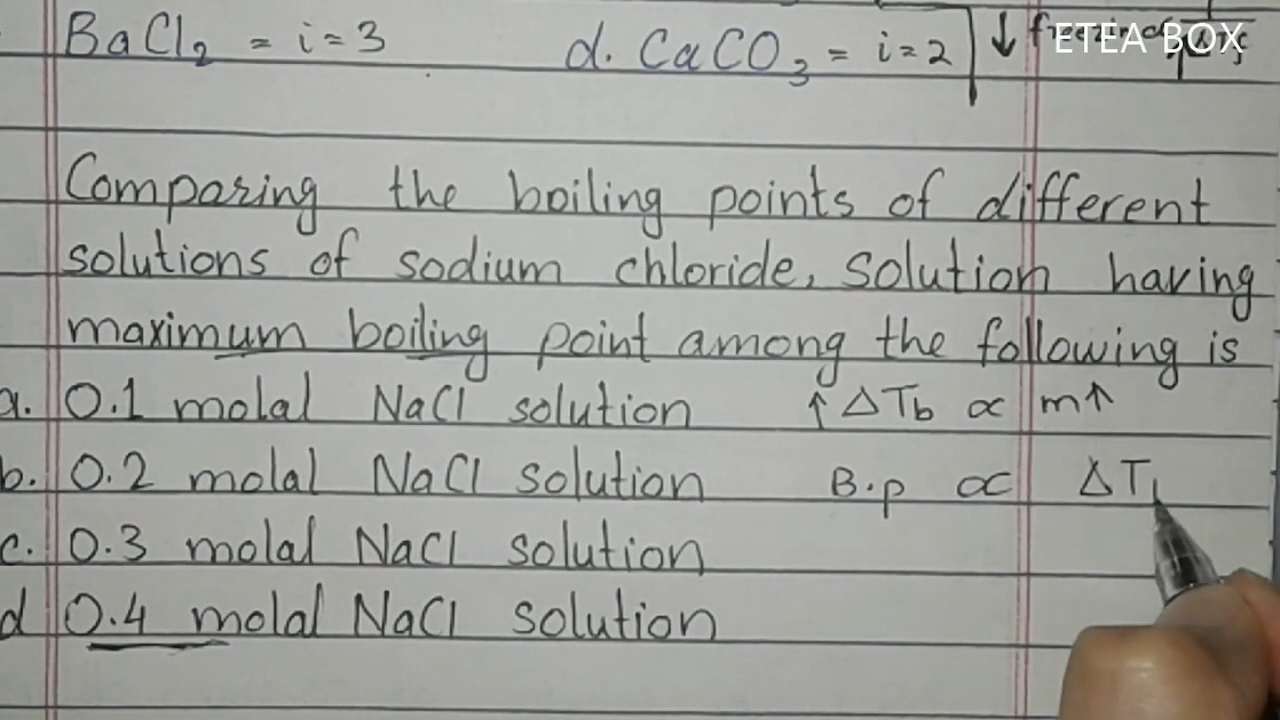 BaCl₂ = i = 3 d. CaCO₃ = i = 2 ↓
ETEA BOX
Comparing the boiling points of different
solutions of sodium chloride, solution having
maximum boiling point among the following is
a. 0.1 molal NaCl solution ↑ ΔTb ∝ m↑
b. 0.2 molal NaCl solution B.p ∝ ΔT
c. 0.3 molal NaCl solution
d 0.4 molal NaCl solution